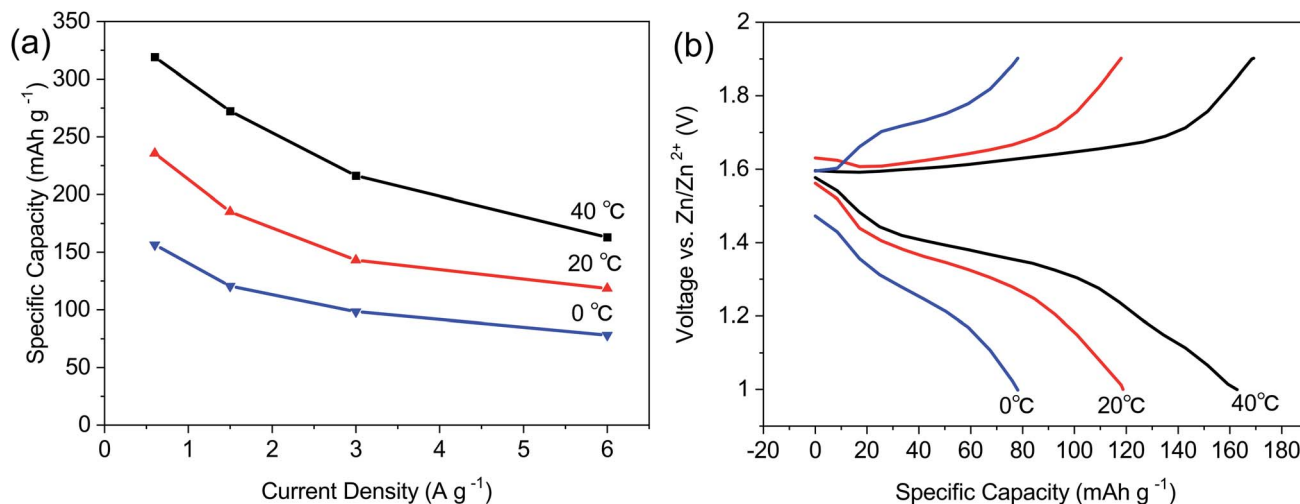 (a)
Specific Capacity (mAh g⁻¹)
350
300
250
200
150
100
50
0
40 °C
20 °C
0 °C
0 1 2 3 4 5 6
Current Density (A g⁻¹)
(b)
Voltage vs. Zn/Zn²⁺ (V)
2
1.8
1.6
1.4
1.2
1
0°C 20°C 40°C
-20 0 20 40 60 80 100 120 140 160 180
Specific Capacity (mAh g⁻¹)